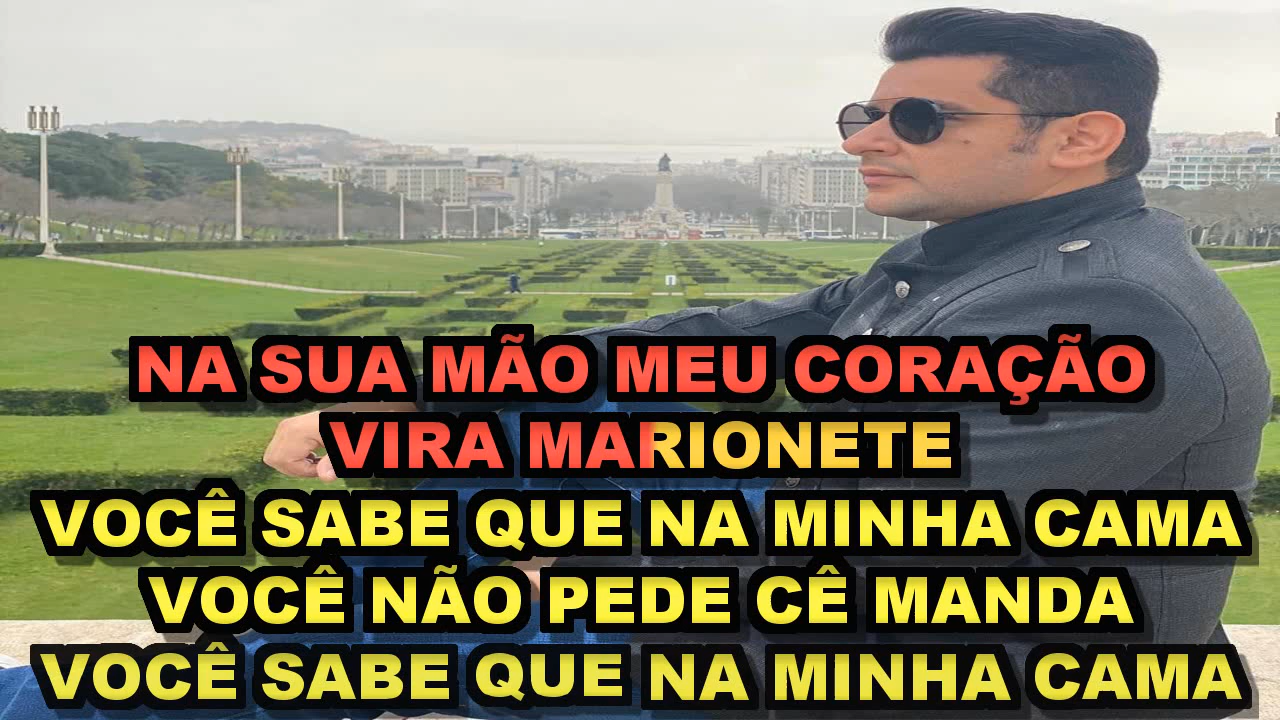 NA SUA MÃO MEU CORAÇÃO
VIRA MARIONETE
VOCÊ SABE QUE NA MINHA CAMA
VOCÊ NÃO PEDE CÊ MANDA
VOCÊ SABE QUE NA MINHA CAMA